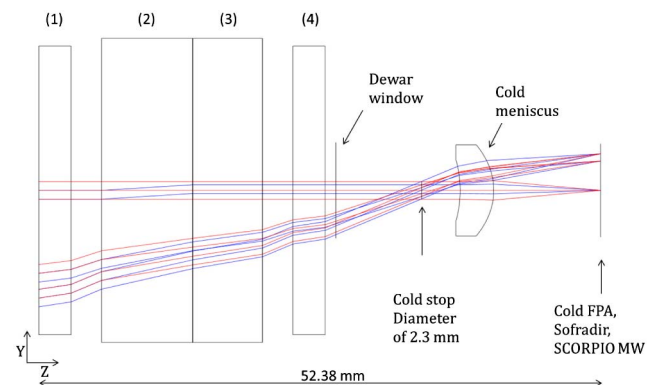 (1)
(2)
(3)
(4)
Dewar
window
Cold
meniscus
Cold stop
Diameter
of 2.3 mm
Cold FPA,
Sofradir,
SCORPIO MW
Y
Z
52.38 mm